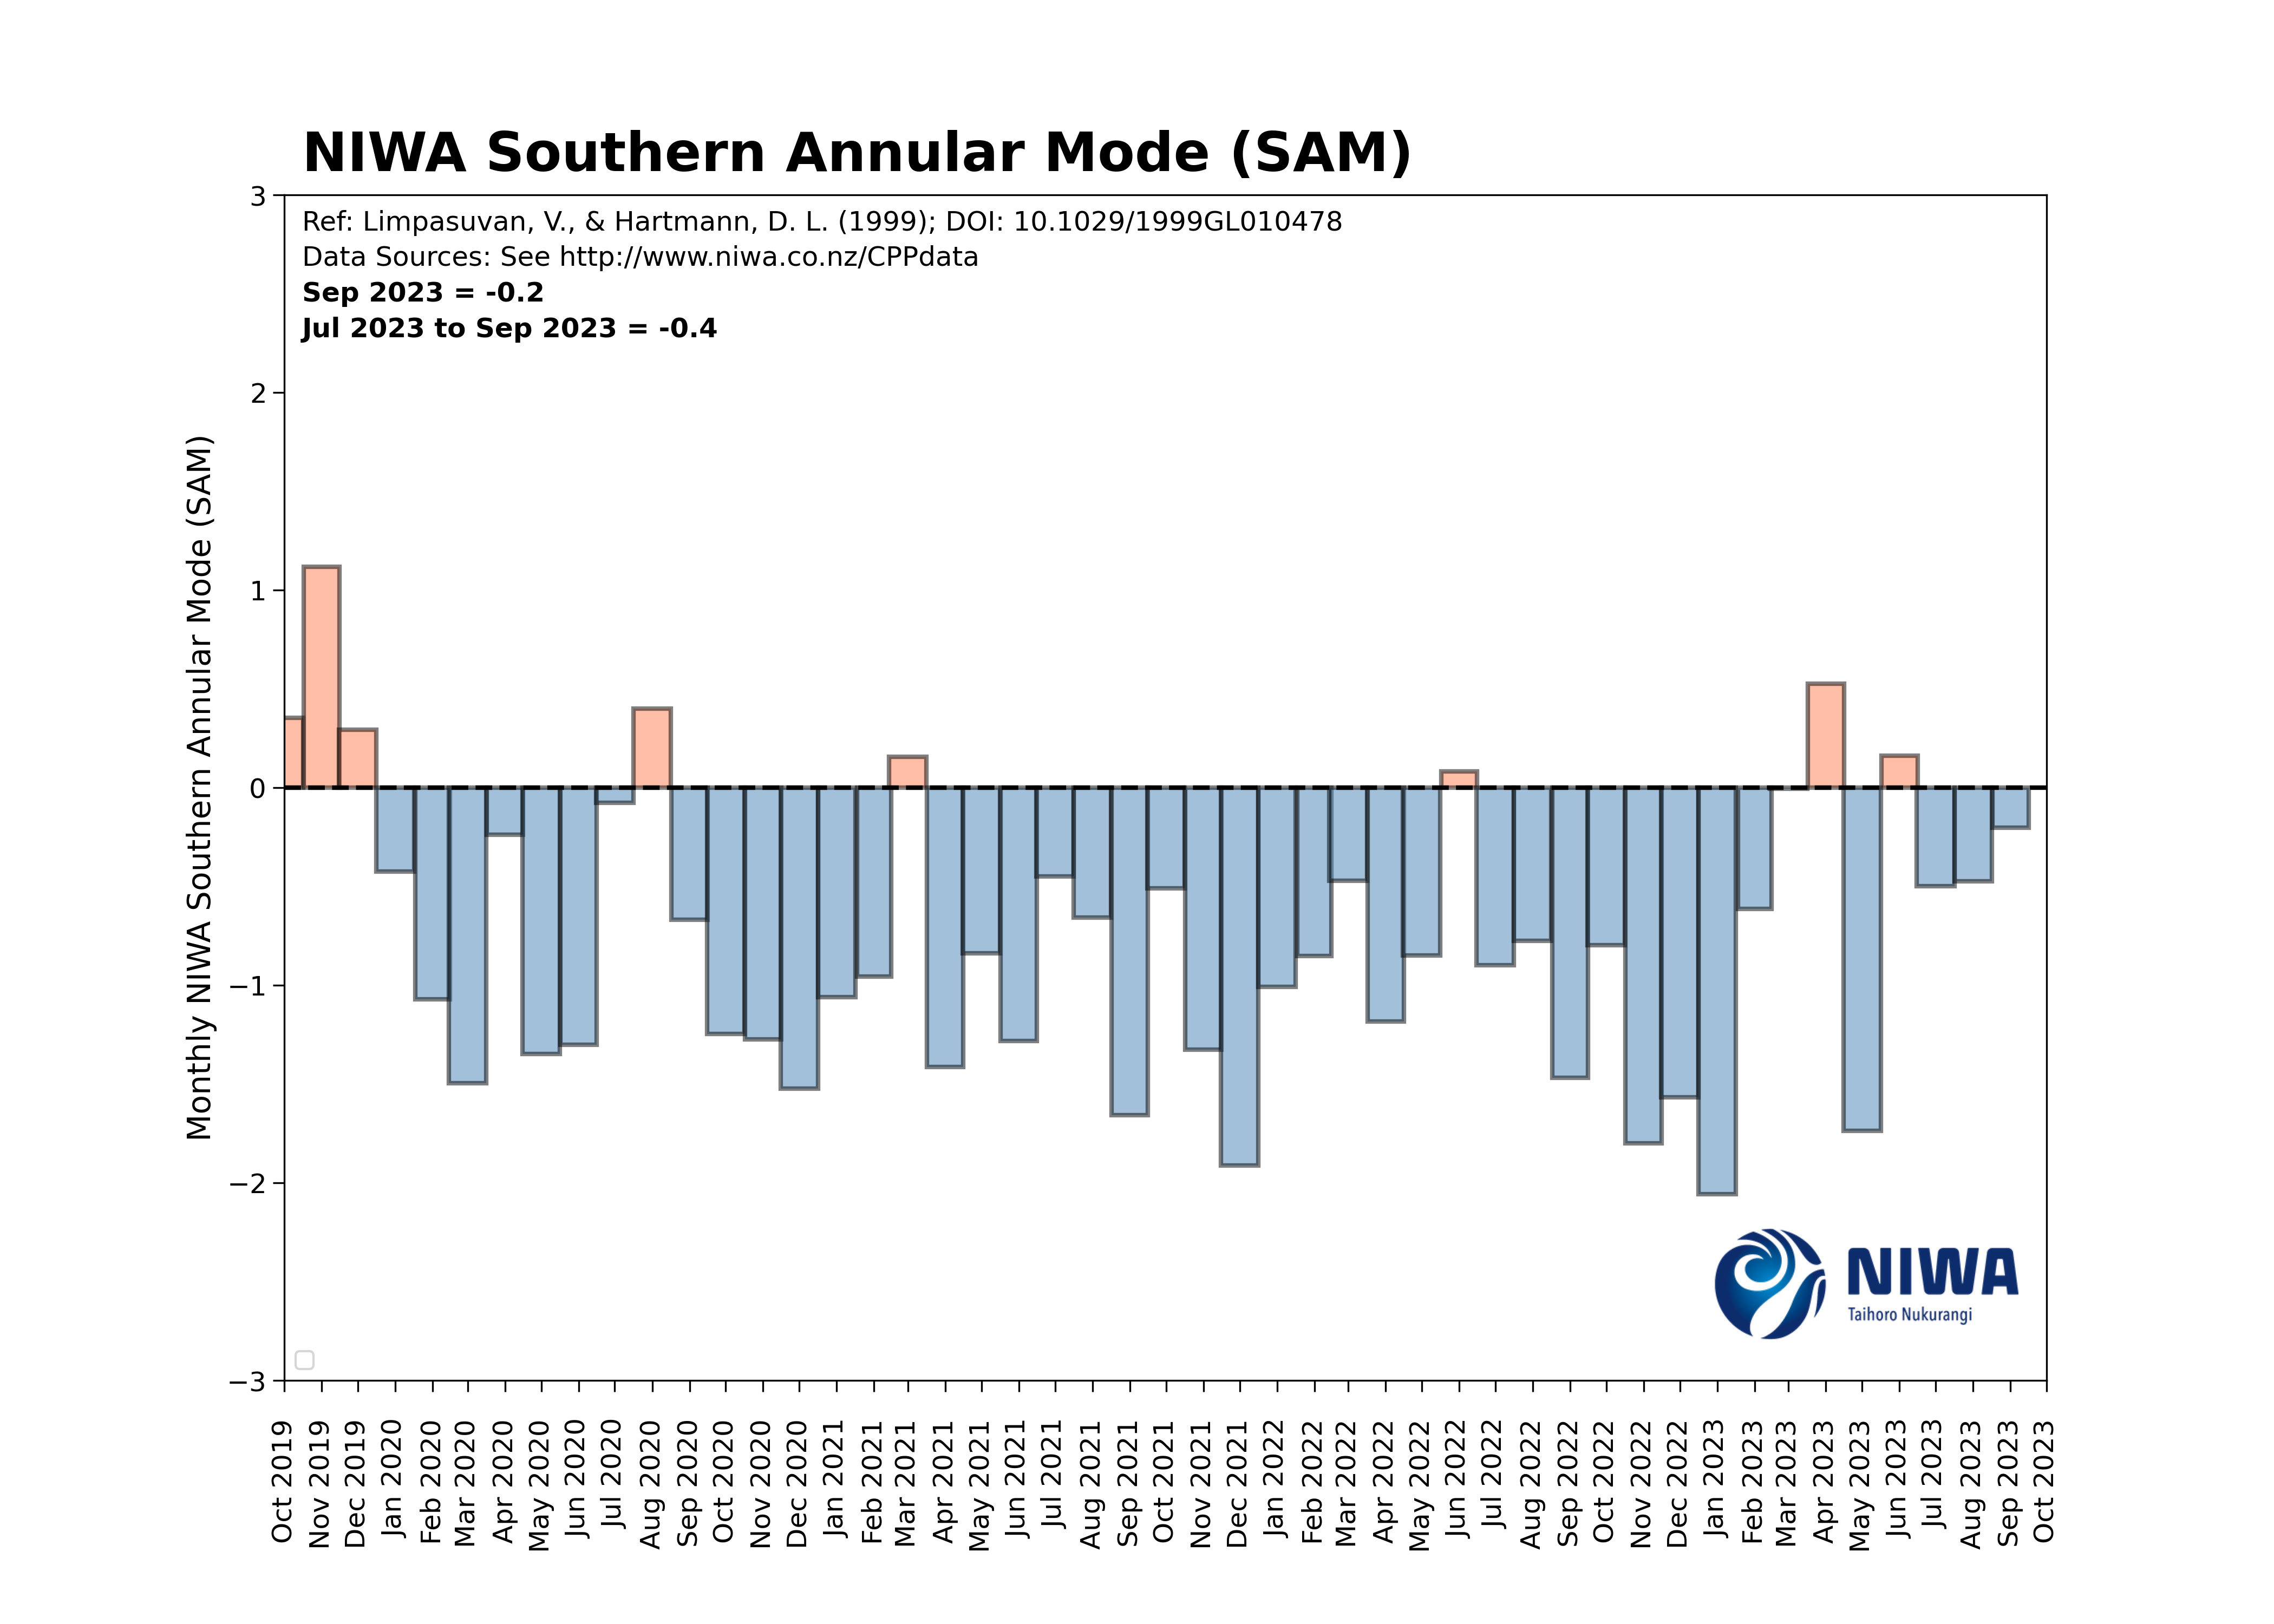 NIWA Southern Annular Mode (SAM)
Ref: Limpasuvan, V., & Hartmann, D. L. (1999); DOI: 10.1029/1999GL010478
Data Sources: See http://www.niwa.co.nz/CPPdata
Sep 2023 = -0.2
Jul 2023 to Sep 2023 = -0.4
Monthly NIWA Southern Annular Mode (SAM)
3
2
1
0
−1
−2
−3
NIWA
Taihoro Nukurangi
Oct 2019
Nov 2019
Dec 2019
Jan 2020
Feb 2020
Mar 2020
Apr 2020
May 2020
Jun 2020
Jul 2020
Aug 2020
Sep 2020
Oct 2020
Nov 2020
Dec 2020
Jan 2021
Feb 2021
Mar 2021
Apr 2021
May 2021
Jun 2021
Jul 2021
Aug 2021
Sep 2021
Oct 2021
Nov 2021
Dec 2021
Jan 2022
Feb 2022
Mar 2022
Apr 2022
May 2022
Jun 2022
Jul 2022
Aug 2022
Sep 2022
Oct 2022
Nov 2022
Dec 2022
Jan 2023
Feb 2023
Mar 2023
Apr 2023
May 2023
Jun 2023
Jul 2023
Aug 2023
Sep 2023
Oct 2023